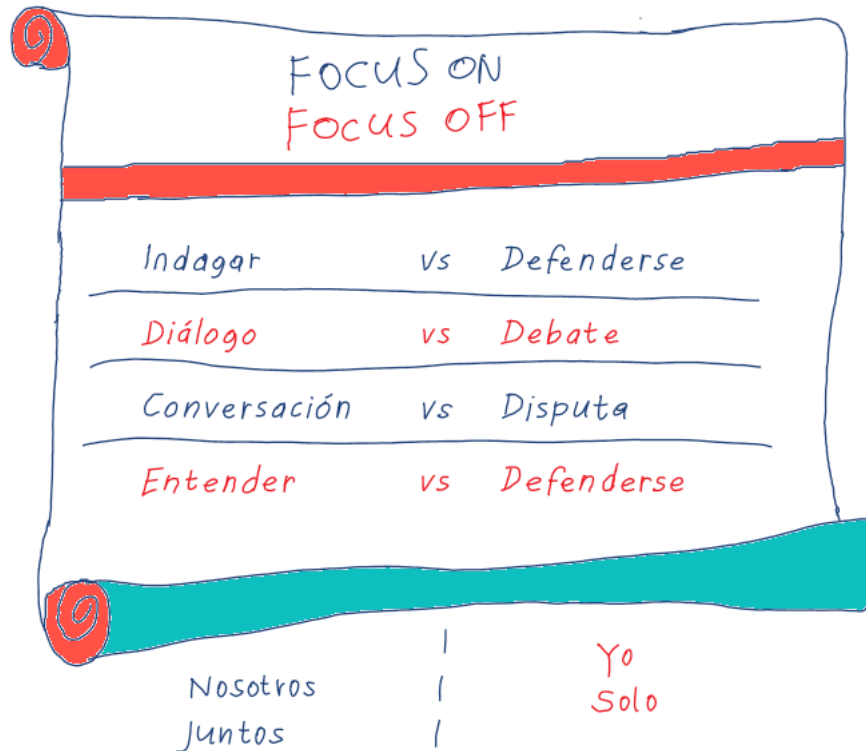 FOCUS ON
FOCUS OFF
Indagar vs Defenderse
Diálogo vs Debate
Conversación vs Disputa
Entender vs Defenderse
Nosotros | Yo
Juntos | Solo